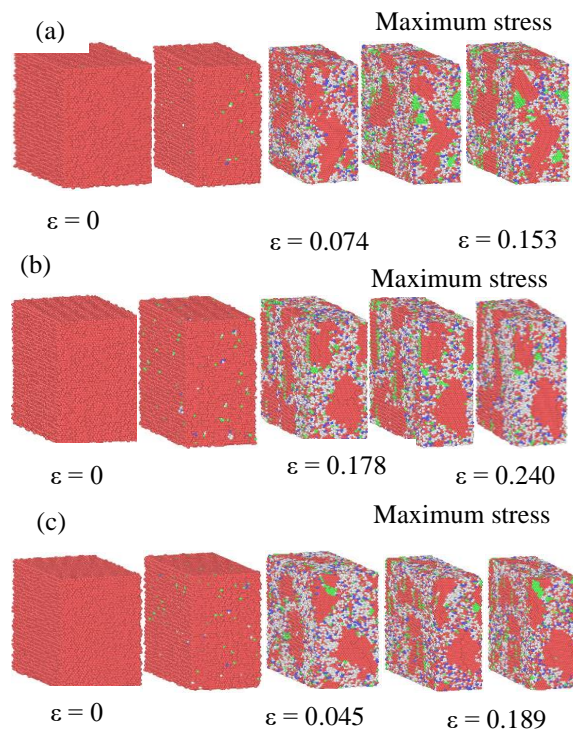 (a)
Maximum stress
ε = 0
ε = 0.074
ε = 0.153
(b)
Maximum stress
ε = 0
ε = 0.178
ε = 0.240
(c)
Maximum stress
ε = 0
ε = 0.045
ε = 0.189